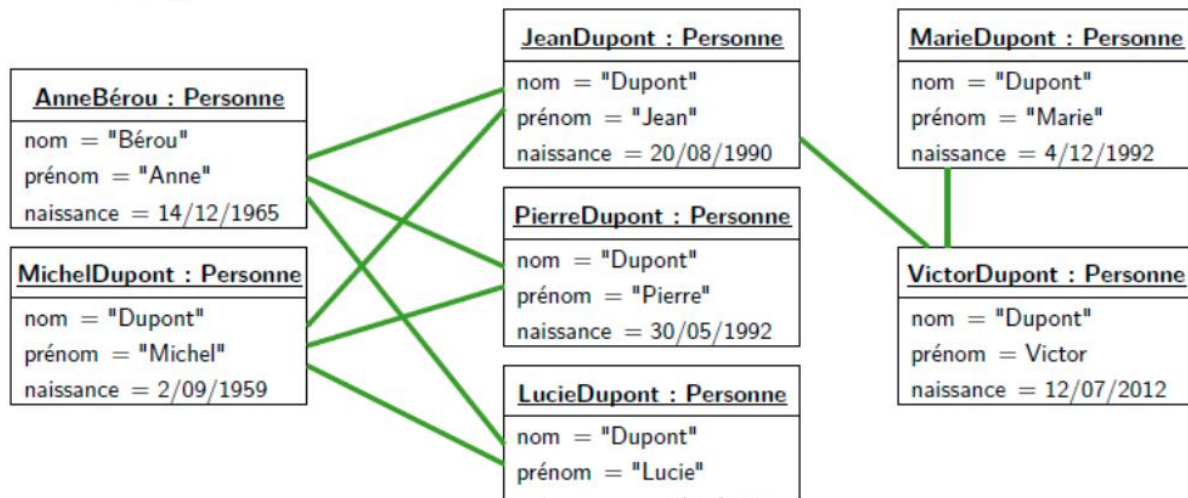 AnneBérou : Personne
nom = "Bérou"
prénom = "Anne"
naissance = 14/12/1965
MichelDupont : Personne
nom = "Dupont"
prénom = "Michel"
naissance = 2/09/1959
JeanDupont : Personne
nom = "Dupont"
prénom = "Jean"
naissance = 20/08/1990
PierreDupont : Personne
nom = "Dupont"
prénom = "Pierre"
naissance = 30/05/1992
LucieDupont : Personne
nom = "Dupont"
prénom = "Lucie"
MarieDupont : Personne
nom = "Dupont"
prénom = "Marie"
naissance = 4/12/1992
VictorDupont : Personne
nom = "Dupont"
prénom = Victor
naissance = 12/07/2012